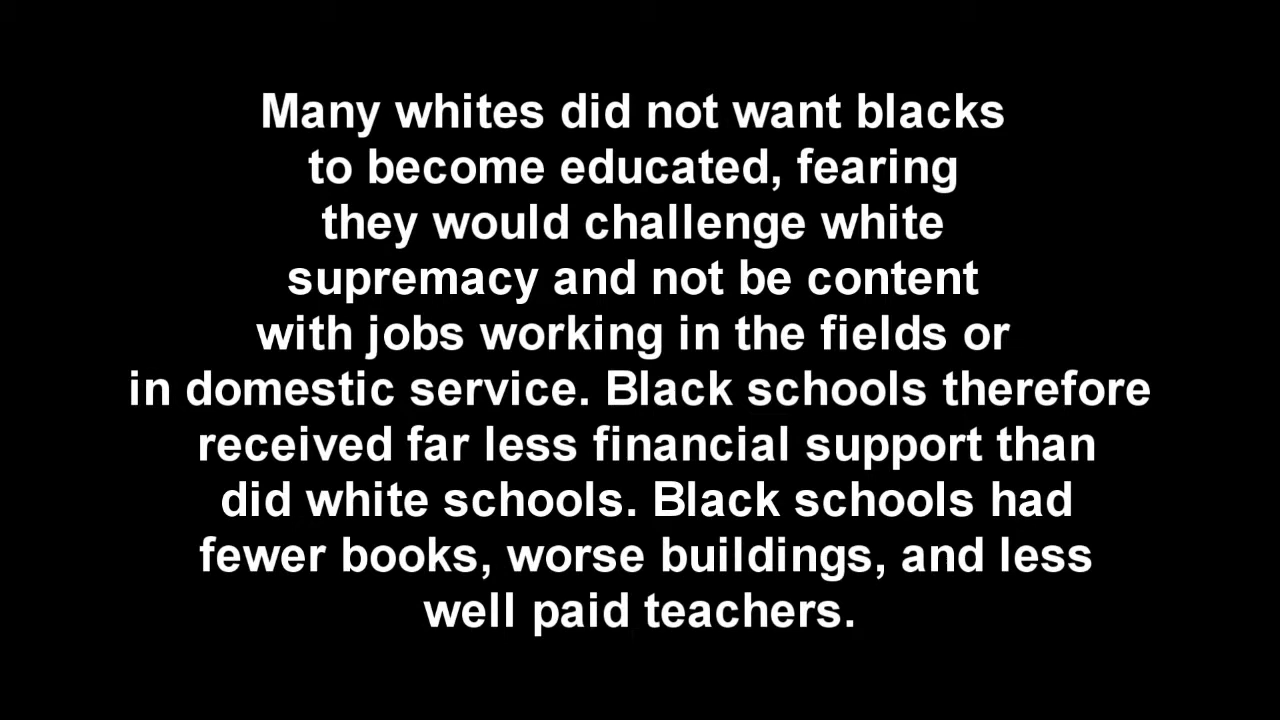 Many whites did not want blacks
to become educated, fearing
they would challenge white
supremacy and not be content
with jobs working in the fields or
in domestic service. Black schools therefore
received far less financial support than
did white schools. Black schools had
fewer books, worse buildings, and less
well paid teachers.